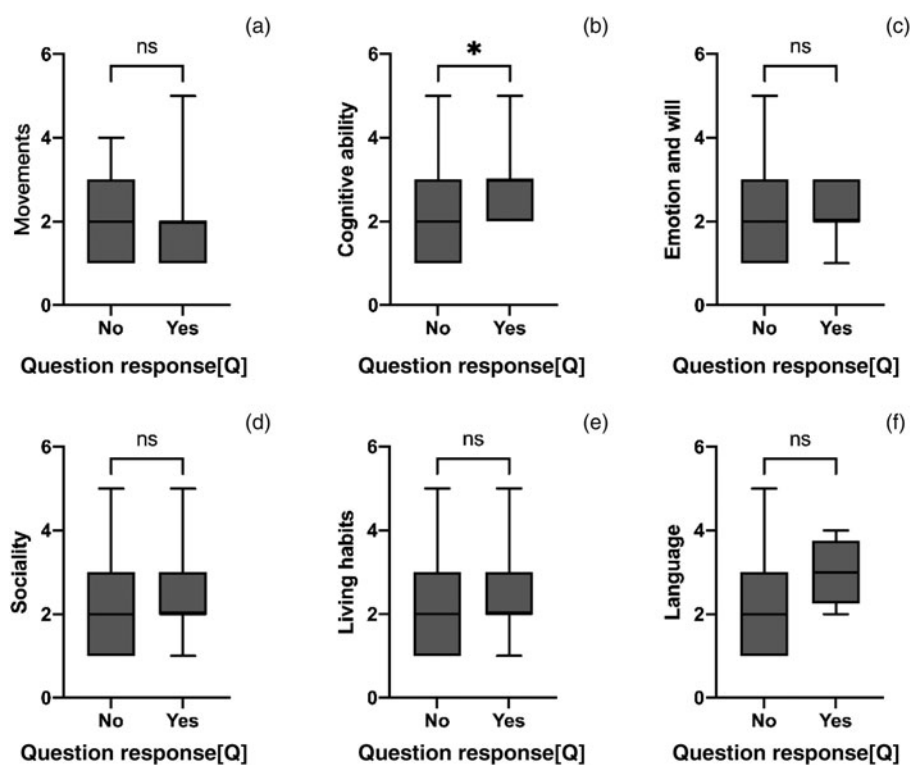 (a)
ns
6
4
2
0
Movements
No Yes
Question response[Q]
(b)
*
6
4
2
0
Cognitive ability
No Yes
Question response[Q]
(c)
ns
6
4
2
0
Emotion and will
No Yes
Question response[Q]
(d)
ns
6
4
2
0
Sociality
No Yes
Question response[Q]
(e)
ns
6
4
2
0
Living habits
No Yes
Question response[Q]
(f)
ns
6
4
2
0
Language
No Yes
Question response[Q]